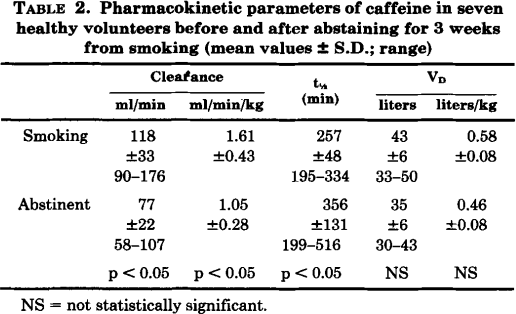 TABLE 2. Pharmacokinetic parameters of caffeine in seven
healthy volunteers before and after abstaining for 3 weeks
from smoking (mean values ± S.D.; range)
Clearance t½ (min) V_D
ml/min ml/min/kg liters liters/kg
Smoking 118 1.61 257 43 0.58
±33 ±0.43 ±48 ±6 ±0.08
90–176 195–334 33–50
Abstinent 77 1.05 356 35 0.46
±22 ±0.28 ±131 ±6 ±0.08
58–107 199–516 30–43
p < 0.05 p < 0.05 p < 0.05 NS NS
NS = not statistically significant.